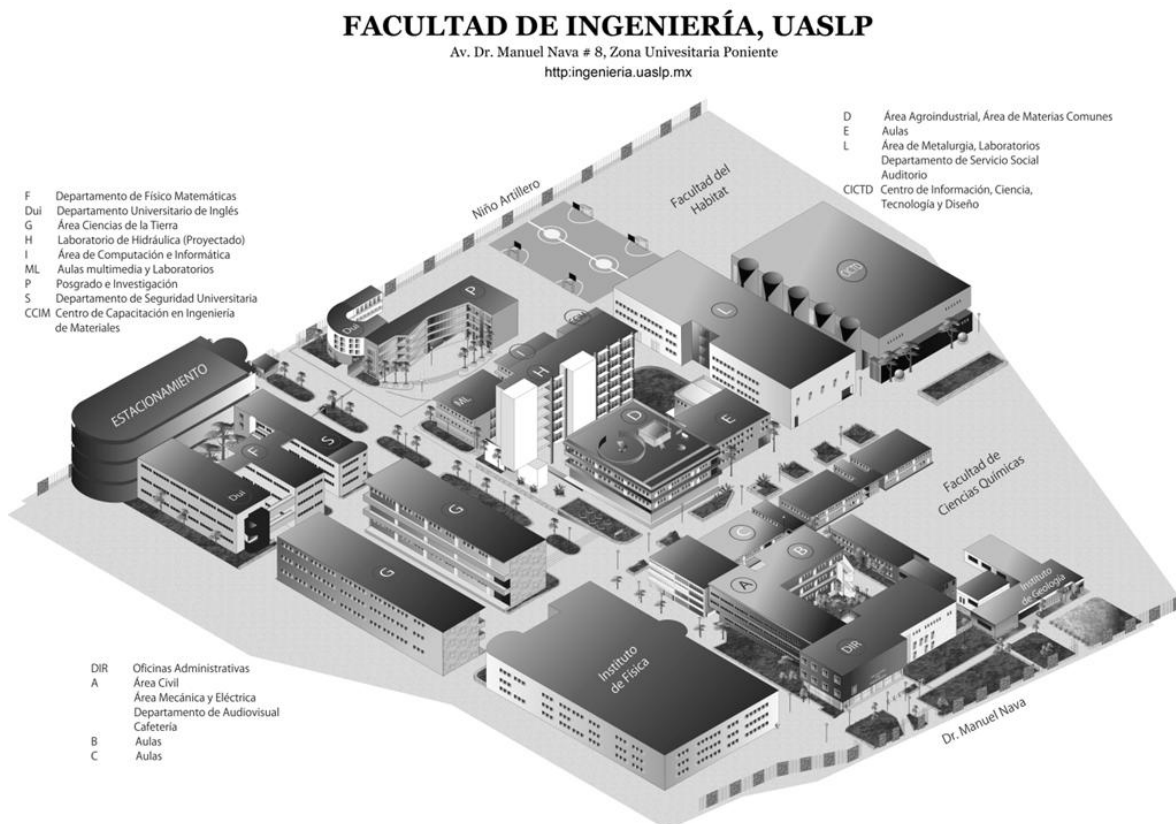 FACULTAD DE INGENIERÍA, UASLP
Av. Dr. Manuel Nava # 8, Zona Univesitaria Poniente
http:ingenieria.uaslp.mx
D Área Agroindustrial, Área de Materias Comunes
E Aulas
L Área de Metalurgia, Laboratorios
Departamento de Servicio Social
Auditorio
CICTD Centro de Información, Ciencia,
Tecnología y Diseño
F Departamento de Físico Matemáticas
Dui Departamento Universitario de Inglés
G Área Ciencias de la Tierra
H Laboratorio de Hidráulica (Proyectado)
I Área de Computación e Informática
ML Aulas multimedia y Laboratorios
P Posgrado e Investigación
S Departamento de Seguridad Universitaria
CCIM Centro de Capacitación en Ingeniería
de Materiales
Niño Artillero
Facultad del
Habitat
CICTD
L
P
Dui
CCIM
I
H
ML
D
E
ESTACIONAMIENTO
S
F
Dui
G
G
Facultad de
Ciencias Químicas
C
B
A
DIR
Instituto
de Geología
Instituto
de Física
Dr. Manuel Nava
DIR Oficinas Administrativas
A Área Civil
Área Mecánica y Eléctrica
Departamento de Audiovisual
Cafetería
B Aulas
C Aulas